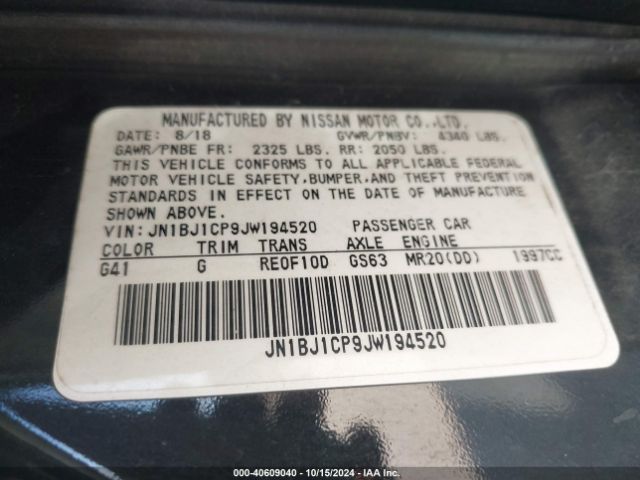 MANUFACTURED BY NISSAN MOTOR CO.,LTD.
DATE: 8/18 GVWR/PNBV: 4340 LBS.
GAWR/PNBE FR: 2325 LBS. RR: 2050 LBS.
THIS VEHICLE CONFORMS TO ALL APPLICABLE FEDERAL
MOTOR VEHICLE SAFETY,BUMPER,AND THEFT PREVENTION
STANDARDS IN EFFECT ON THE DATE OF MANUFACTURE
SHOWN ABOVE.
VIN: JN1BJ1CP9JW194520 PASSENGER CAR
COLOR TRIM TRANS AXLE ENGINE
G41 G RE0F10D GS63 MR20(DD) 1997CC
JN1BJ1CP9JW194520
000-40609040 - 10/15/2024 - IAA Inc.